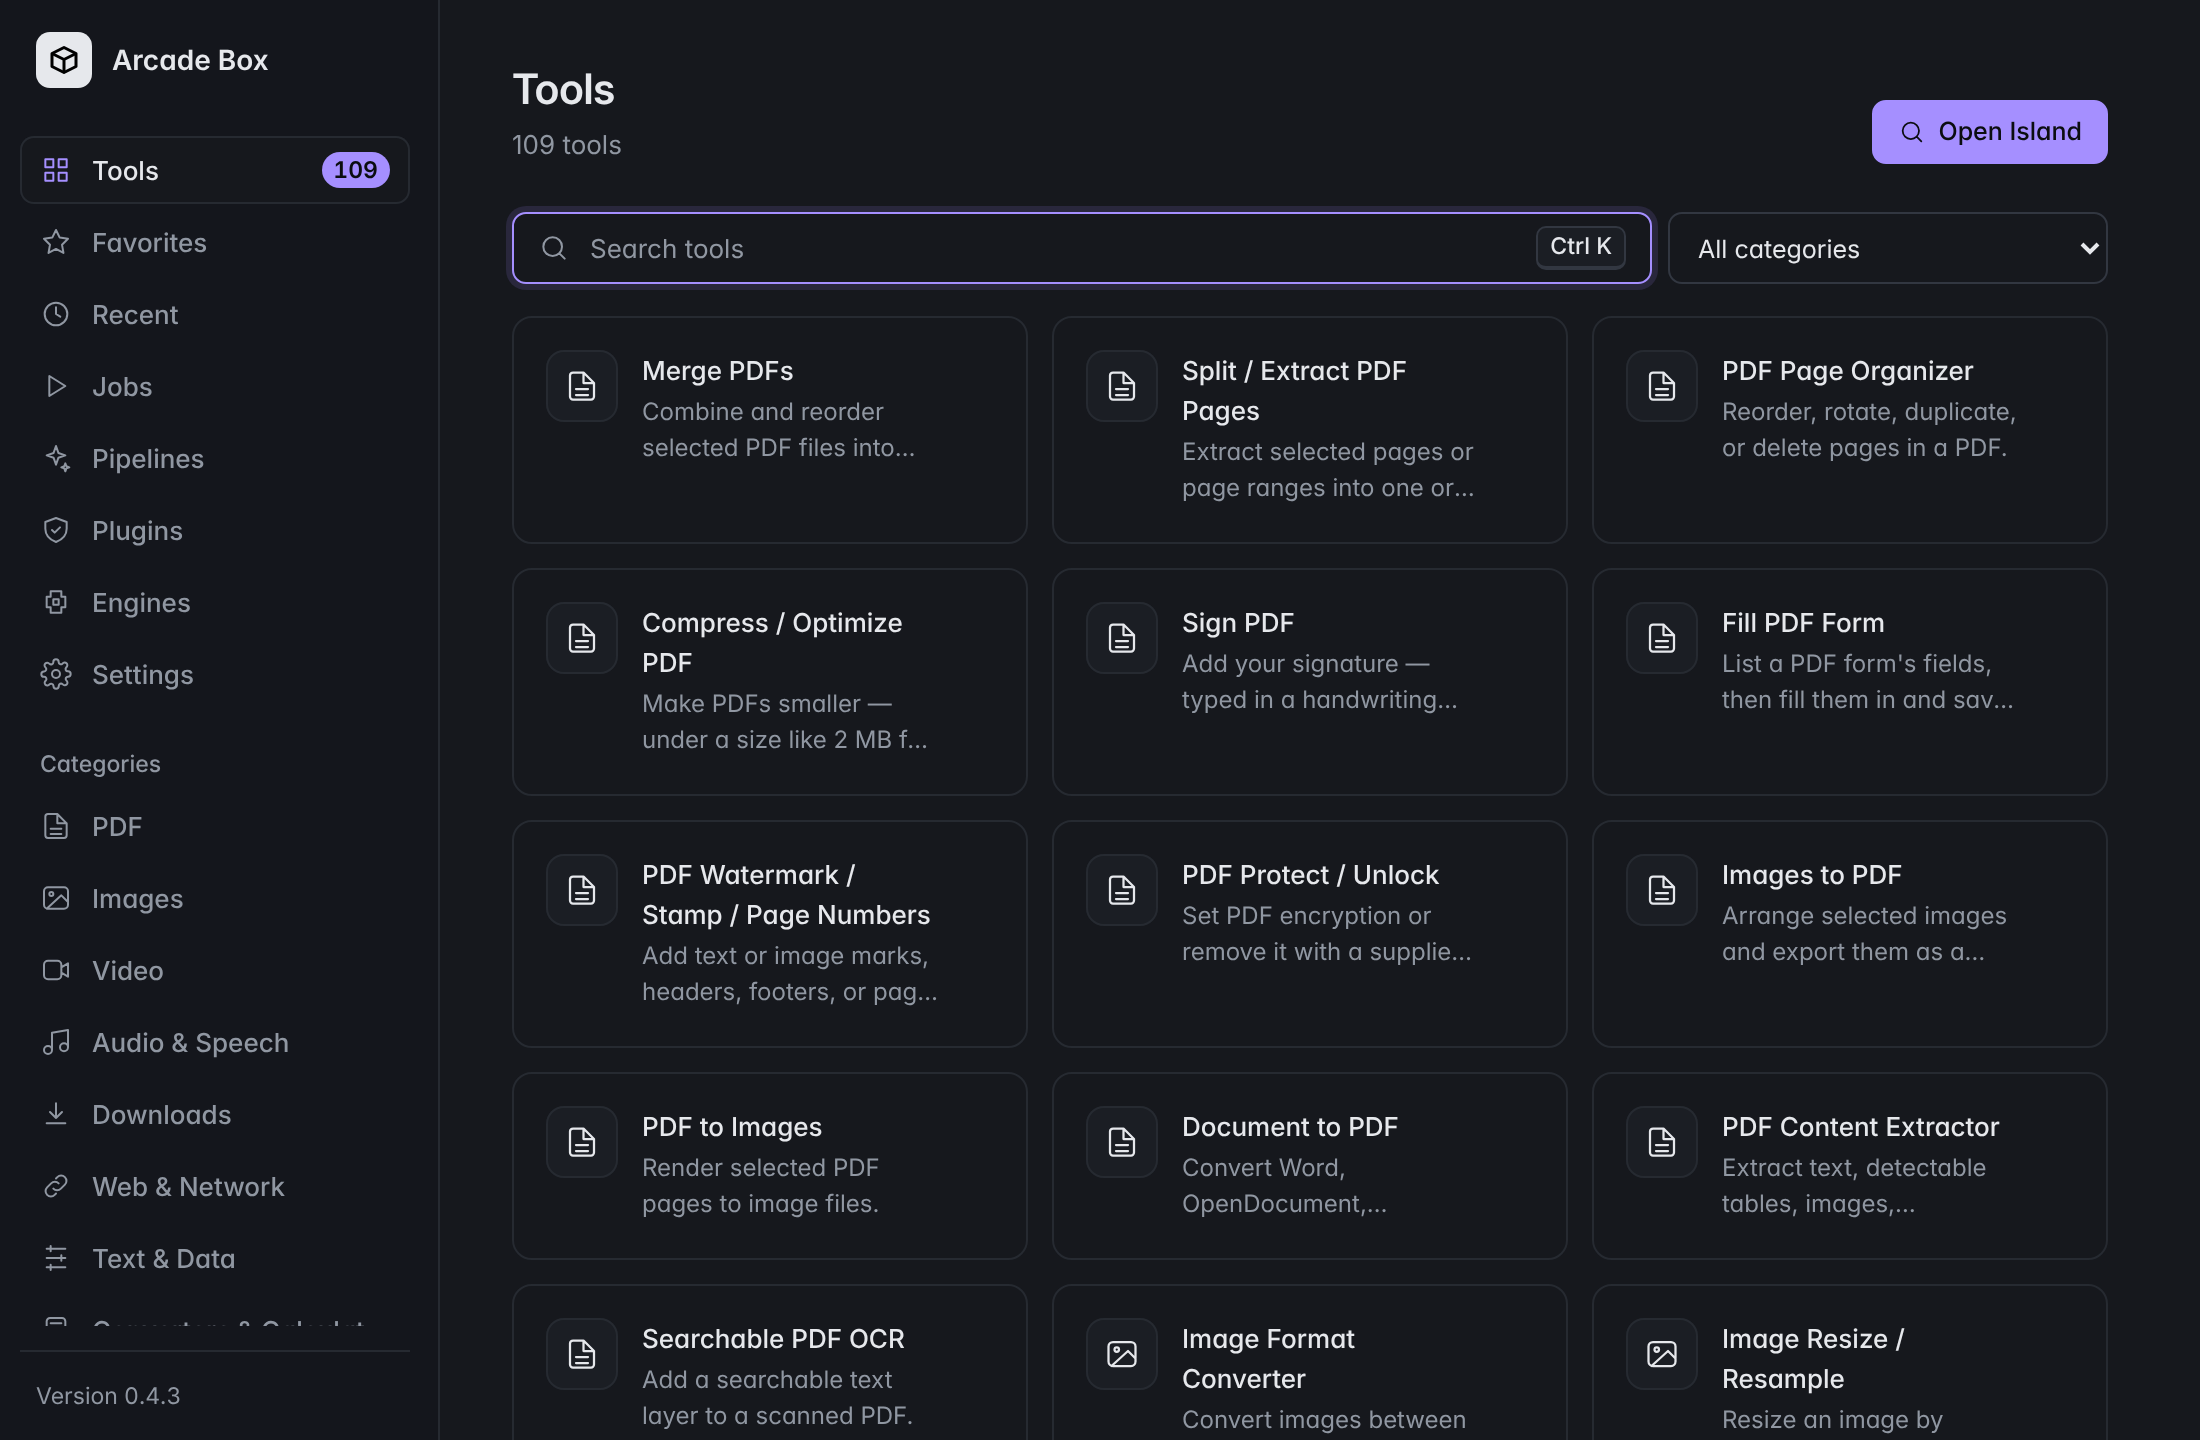 Arcade Box
Tools 109
Favorites
Recent
Jobs
Pipelines
Plugins
Engines
Settings
Categories
PDF
Images
Video
Audio & Speech
Downloads
Web & Network
Text & Data
Version 0.4.3
Tools
109 tools
Open Island
Search tools Ctrl K
All categories
Merge PDFs
Combine and reorder
selected PDF files into...
Split / Extract PDF
Pages
Extract selected pages or
page ranges into one or...
PDF Page Organizer
Reorder, rotate, duplicate,
or delete pages in a PDF.
Compress / Optimize
PDF
Make PDFs smaller —
under a size like 2 MB f...
Sign PDF
Add your signature —
typed in a handwriting...
Fill PDF Form
List a PDF form's fields,
then fill them in and sav...
PDF Watermark /
Stamp / Page Numbers
Add text or image marks,
headers, footers, or pag...
PDF Protect / Unlock
Set PDF encryption or
remove it with a supplie...
Images to PDF
Arrange selected images
and export them as a...
PDF to Images
Render selected PDF
pages to image files.
Document to PDF
Convert Word,
OpenDocument,...
PDF Content Extractor
Extract text, detectable
tables, images,...
Searchable PDF OCR
Add a searchable text
layer to a scanned PDF.
Image Format
Converter
Convert images between
Image Resize /
Resample
Resize an image by